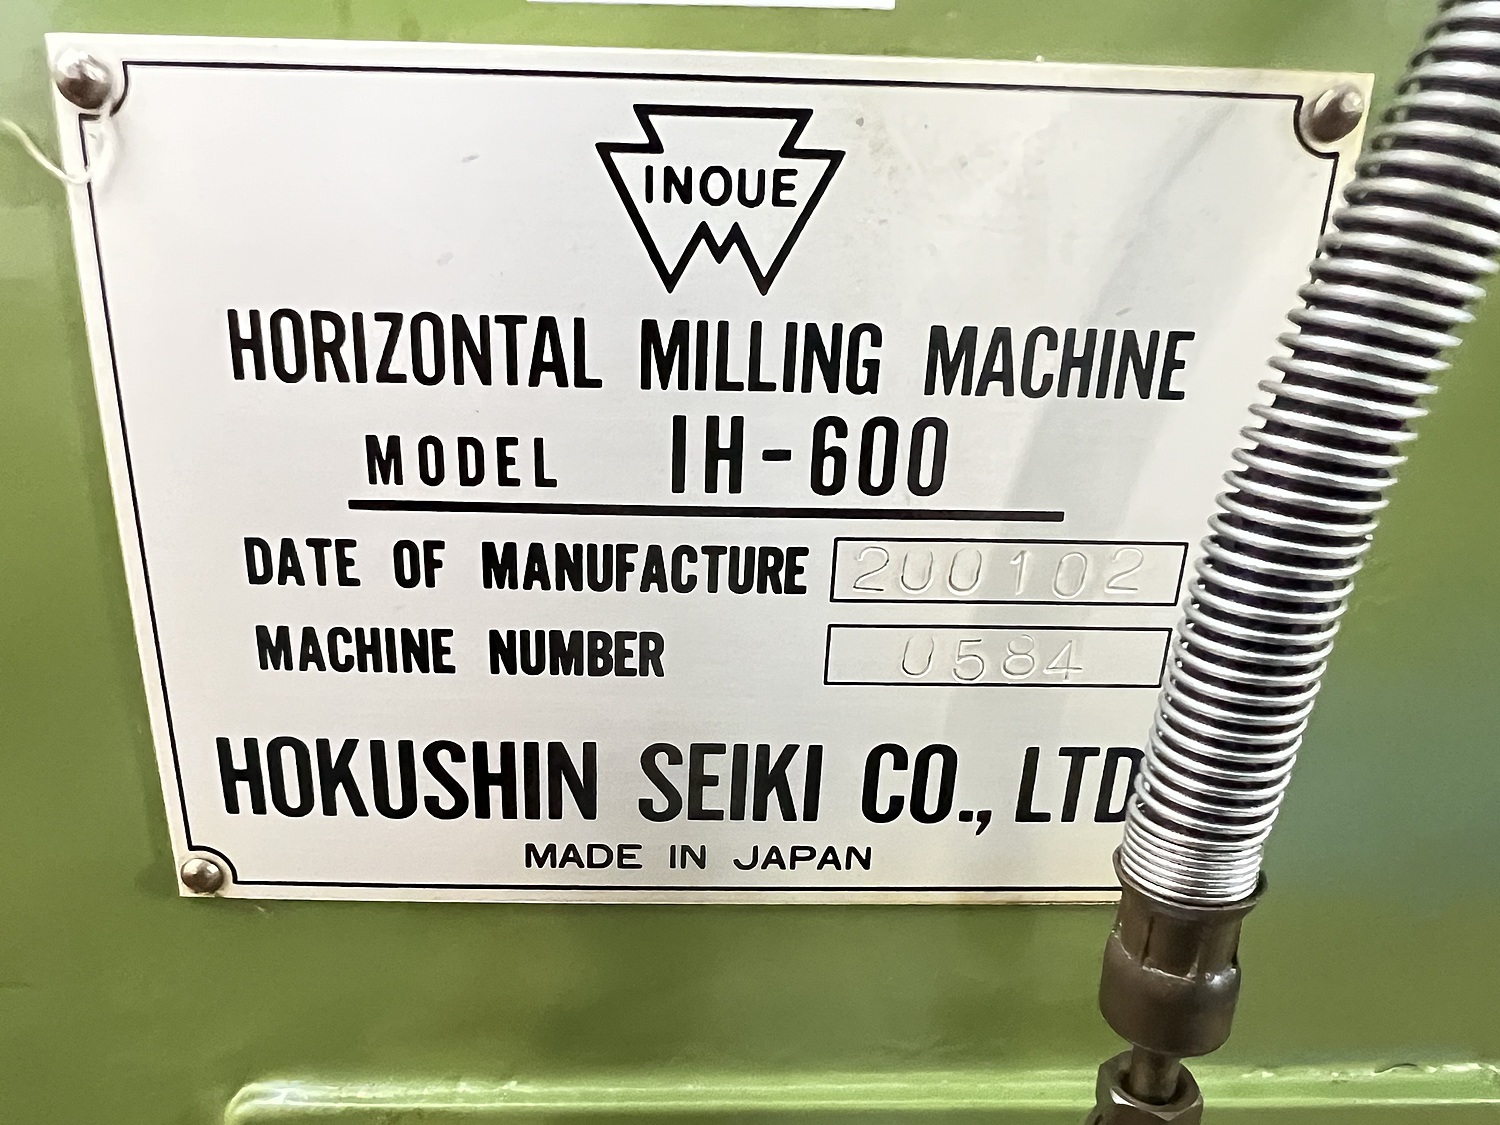 INOUE
HORIZONTAL MILLING MACHINE
MODEL IH-600
DATE OF MANUFACTURE 200102
MACHINE NUMBER 0584
HOKUSHIN SEIKI CO., LTD
MADE IN JAPAN